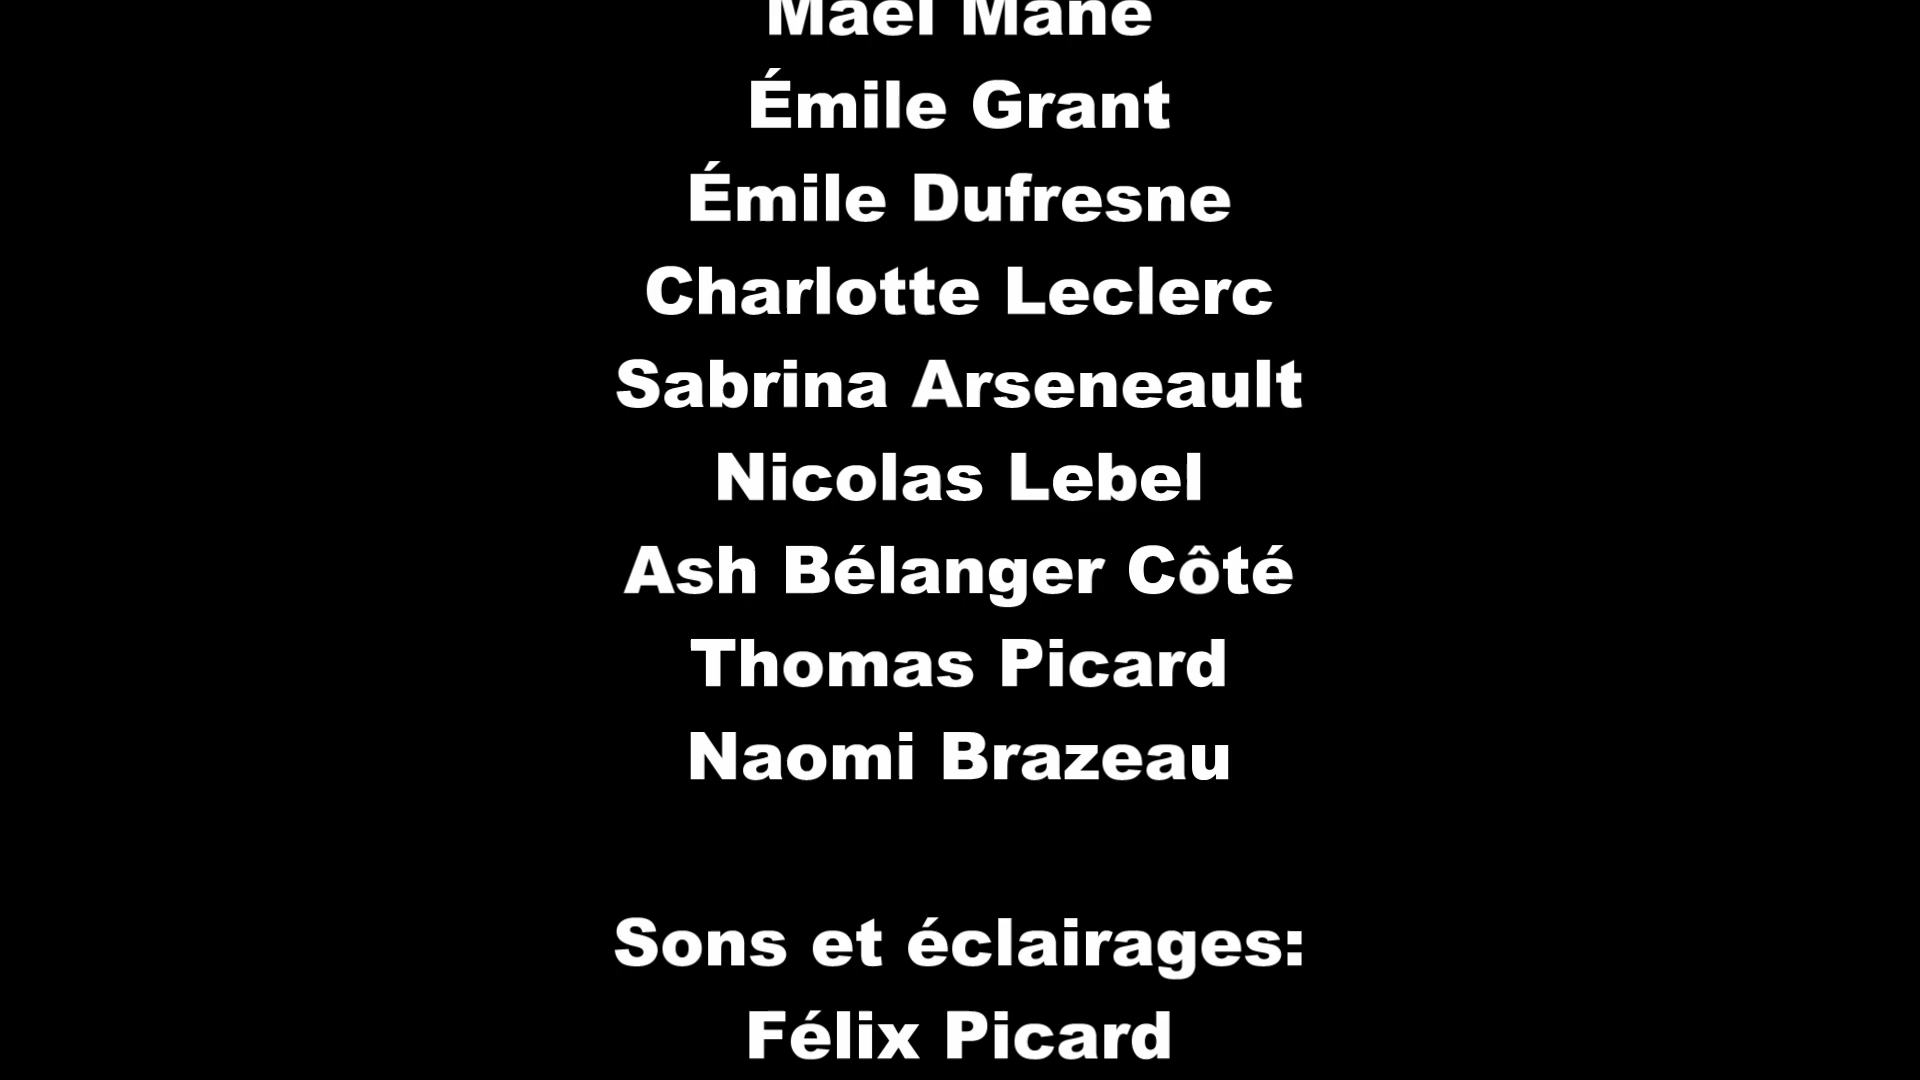 Émile Grant
Émile Dufresne
Charlotte Leclerc
Sabrina Arseneault
Nicolas Lebel
Ash Bélanger Côté
Thomas Picard
Naomi Brazeau
Sons et éclairages:
Félix Picard